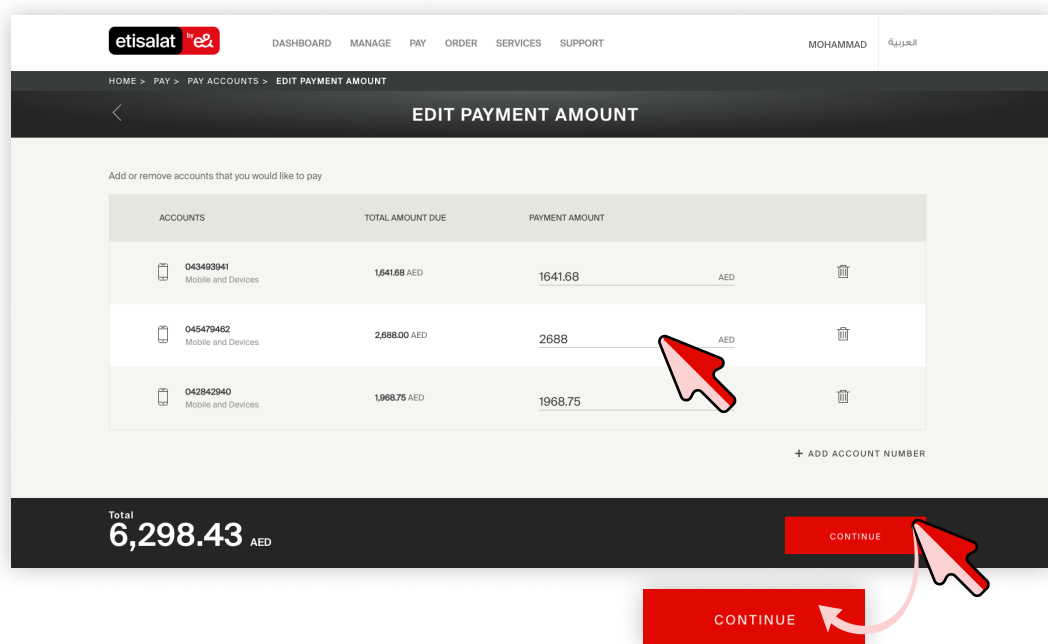 etisalat by e&
DASHBOARD MANAGE PAY ORDER SERVICES SUPPORT
MOHAMMAD
العربية
HOME > PAY > PAY ACCOUNTS > EDIT PAYMENT AMOUNT
EDIT PAYMENT AMOUNT
Add or remove accounts that you would like to pay
ACCOUNTS TOTAL AMOUNT DUE PAYMENT AMOUNT
043493941
Mobile and Devices
1,641.68 AED
1641.68 AED
045479462
Mobile and Devices
2,688.00 AED
2688 AED
042842940
Mobile and Devices
1,968.75 AED
1968.75
+ ADD ACCOUNT NUMBER
Total
6,298.43 AED
CONTINUE
CONTINUE